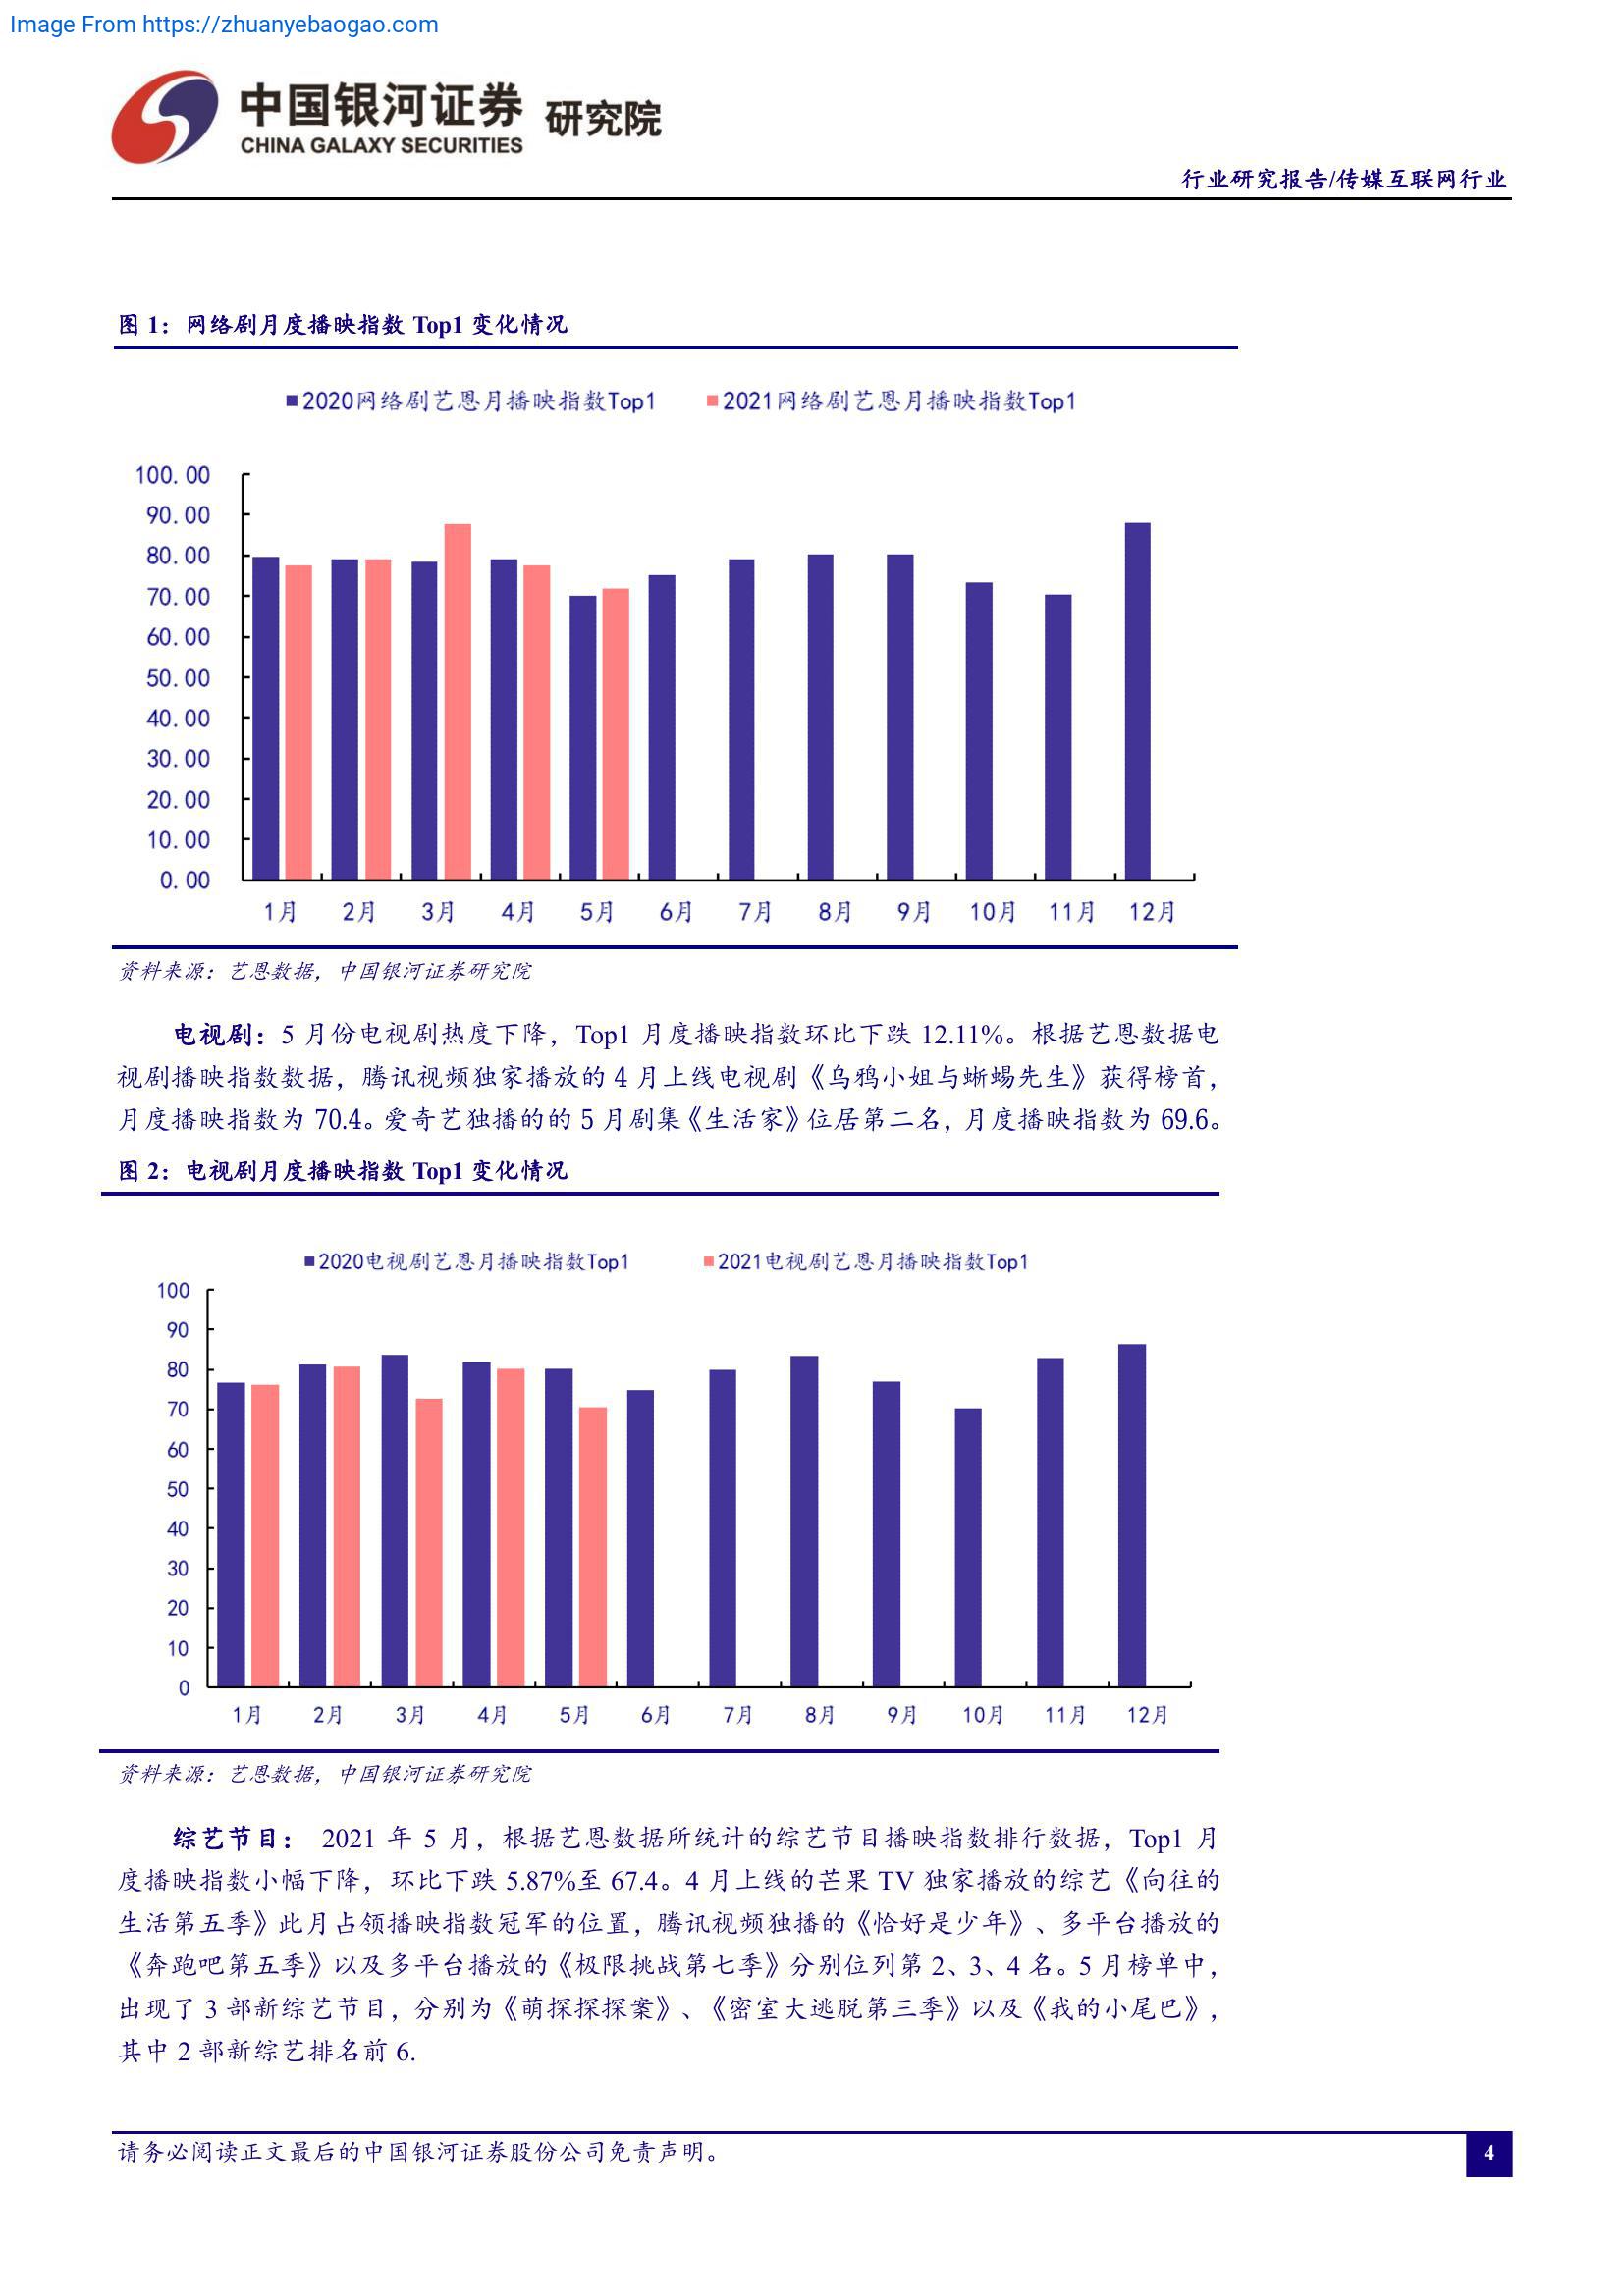 Image From https://zhuanyebaogao.com
中国银河证券 研究院
CHINA GALAXY SECURITIES
行业研究报告/传媒互联网行业
图 1：网络剧月度播映指数 Top1 变化情况
2020网络剧艺恩月播映指数Top1 2021网络剧艺恩月播映指数Top1
100.00
90.00
80.00
70.00
60.00
50.00
40.00
30.00
20.00
10.00
0.00
1月 2月 3月 4月 5月 6月 7月 8月 9月 10月 11月 12月
资料来源：艺恩数据，中国银河证券研究院
电视剧：5 月份电视剧热度下降，Top1 月度播映指数环比下跌 12.11%。根据艺恩数据电
视剧播映指数数据，腾讯视频独家播放的 4 月上线电视剧《乌鸦小姐与蜥蜴先生》获得榜首，
月度播映指数为 70.4。爱奇艺独播的的 5 月剧集《生活家》位居第二名，月度播映指数为 69.6。
图 2：电视剧月度播映指数 Top1 变化情况
2020电视剧艺恩月播映指数Top1 2021电视剧艺恩月播映指数Top1
100
90
80
70
60
50
40
30
20
10
0
1月 2月 3月 4月 5月 6月 7月 8月 9月 10月 11月 12月
资料来源：艺恩数据，中国银河证券研究院
综艺节目： 2021 年 5 月，根据艺恩数据所统计的综艺节目播映指数排行数据，Top1 月
度播映指数小幅下降，环比下跌 5.87%至 67.4。4 月上线的芒果 TV 独家播放的综艺《向往的
生活第五季》此月占领播映指数冠军的位置，腾讯视频独播的《恰好是少年》、多平台播放的
《奔跑吧第五季》以及多平台播放的《极限挑战第七季》分别位列第 2、3、4 名。5 月榜单中，
出现了 3 部新综艺节目，分别为《萌探探探案》、《密室大逃脱第三季》以及《我的小尾巴》，
其中 2 部新综艺排名前 6.
请务必阅读正文最后的中国银河证券股份公司免责声明。
4